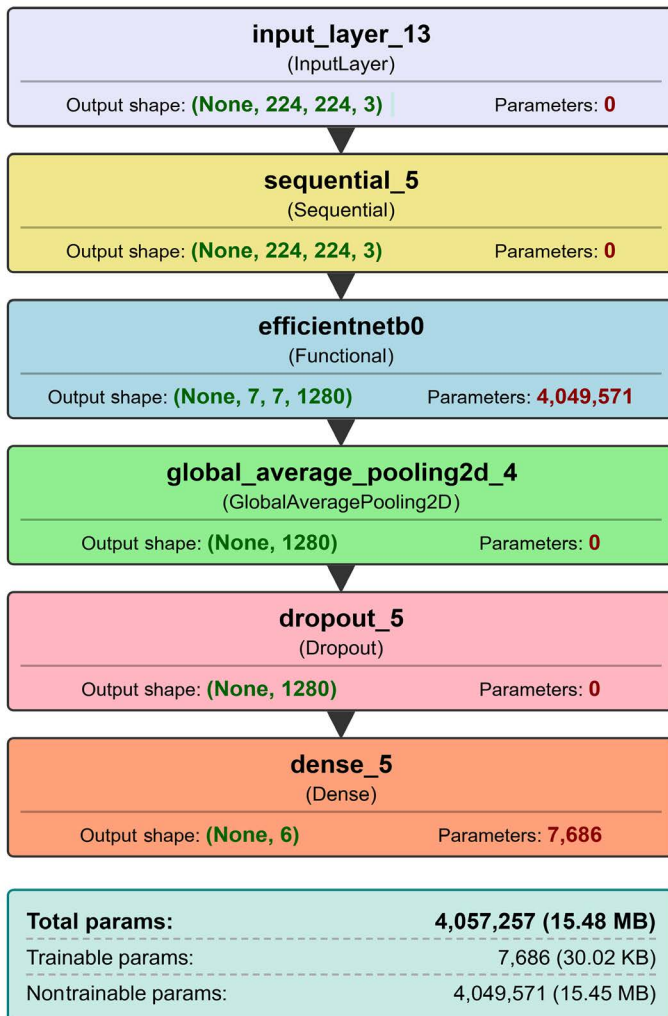 input_layer_13
(InputLayer)
Output shape: (None, 224, 224, 3) Parameters: 0
sequential_5
(Sequential)
Output shape: (None, 224, 224, 3) Parameters: 0
efficientnetb0
(Functional)
Output shape: (None, 7, 7, 1280) Parameters: 4,049,571
global_average_pooling2d_4
(GlobalAveragePooling2D)
Output shape: (None, 1280) Parameters: 0
dropout_5
(Dropout)
Output shape: (None, 1280) Parameters: 0
dense_5
(Dense)
Output shape: (None, 6) Parameters: 7,686
Total params: 4,057,257 (15.48 MB)
Trainable params: 7,686 (30.02 KB)
Nontrainable params: 4,049,571 (15.45 MB)